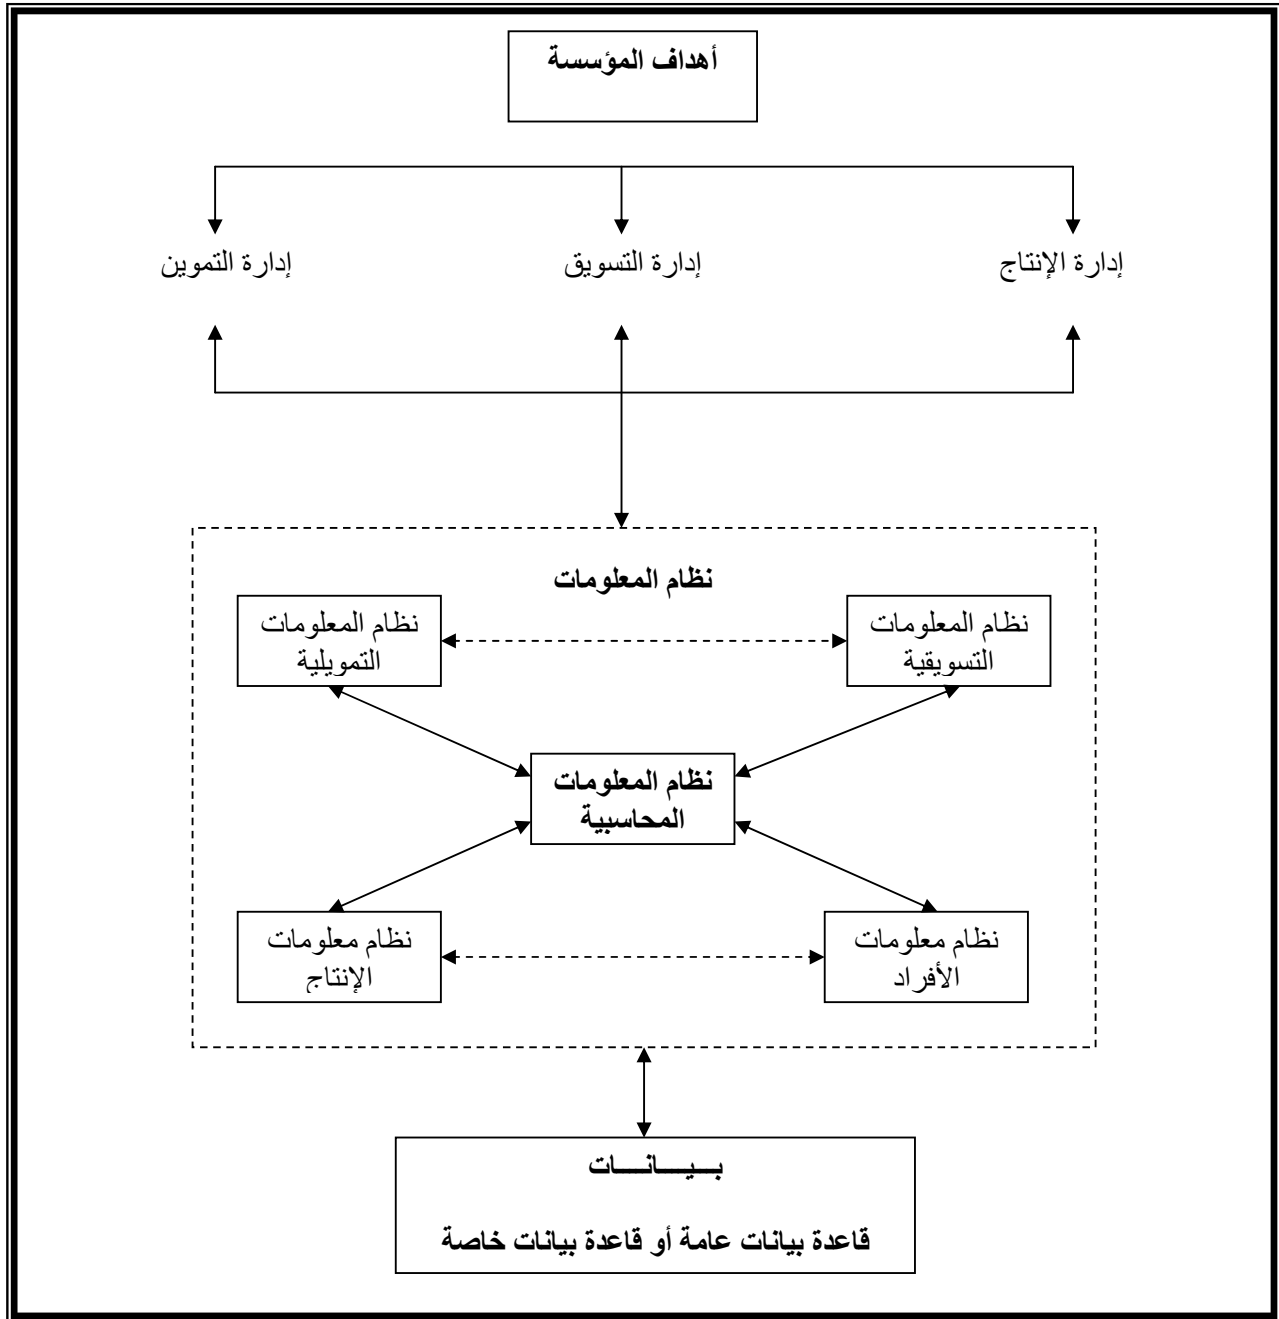 أهداف المؤسسة
إدارة الإنتاج
إدارة التسويق
إدارة التموين
نظام المعلومات
نظام المعلومات
التسويقية
نظام المعلومات
التمويلية
نظام المعلومات
المحاسبية
نظام معلومات
الأفراد
نظام معلومات
الإنتاج
بـــيـــــانـــــــات
قاعدة بيانات عامة أو قاعدة بيانات خاصة